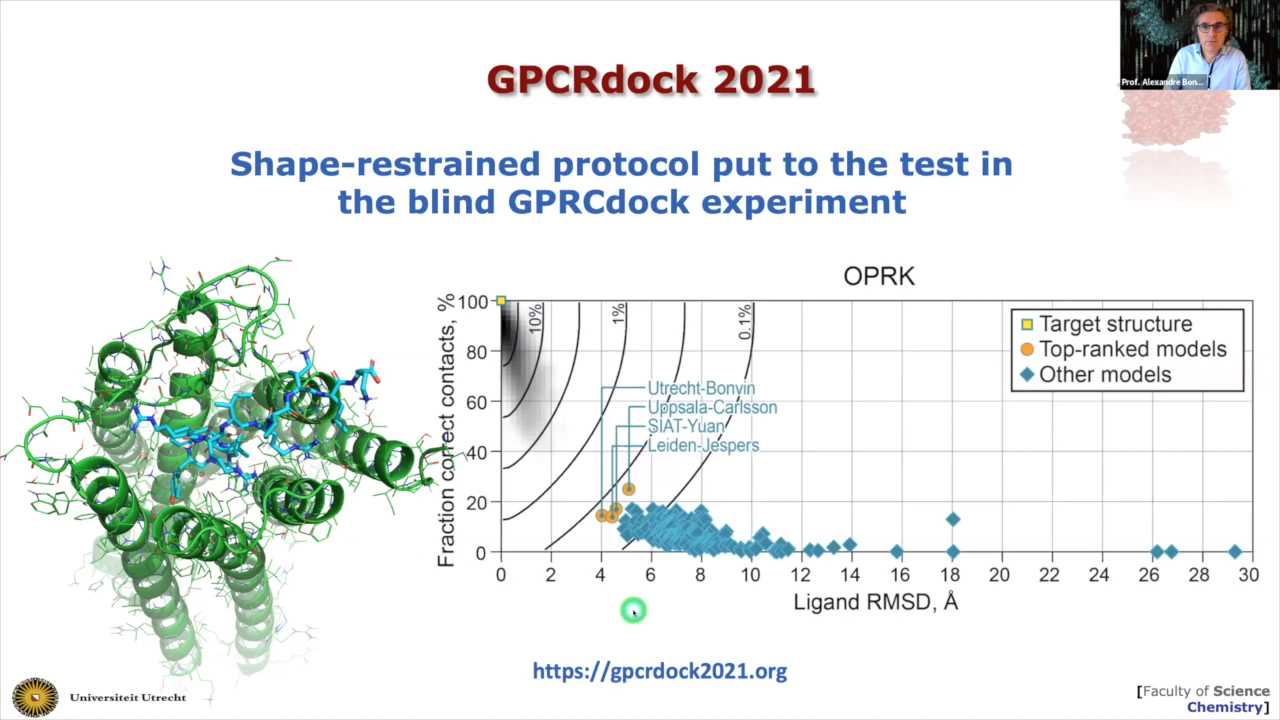 Prof. Alexandre Bon...
GPCRdock 2021
Shape-restrained protocol put to the test in
the blind GPRCdock experiment
OPRK
Fraction correct contacts, %
100
80
60
40
20
0
10%
1%
0.1%
Target structure
Top-ranked models
Other models
Utrecht-Bonvin
Uppsala-Carlsson
SIAT-Yuan
Leiden-Jespers
0 2 4 6 8 10 12 14 16 18 20 22 24 26 28 30
Ligand RMSD, Å
https://gpcrdock2021.org
Universiteit Utrecht
[Faculty of Science
Chemistry]